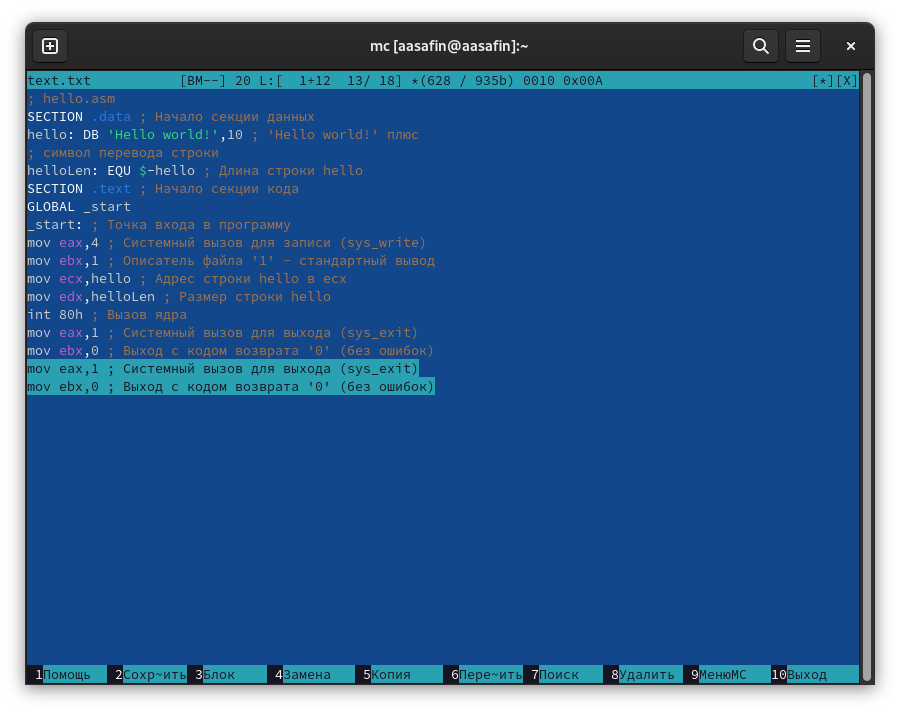 mc [aasafin@aasafin]:~
text.txt [BM--] 20 L:[ 1+12 13/ 18] *(628 / 935b) 0010 0x00A [*][X]
; hello.asm
SECTION .data ; Начало секции данных
hello: DB 'Hello world!',10 ; 'Hello world!' плюс
; символ перевода строки
helloLen: EQU $-hello ; Длина строки hello
SECTION .text ; Начало секции кода
GLOBAL _start
_start: ; Точка входа в программу
mov eax,4 ; Системный вызов для записи (sys_write)
mov ebx,1 ; Описатель файла '1' - стандартный вывод
mov ecx,hello ; Адрес строки hello в ecx
mov edx,helloLen ; Размер строки hello
int 80h ; Вызов ядра
mov eax,1 ; Системный вызов для выхода (sys_exit)
mov ebx,0 ; Выход с кодом возврата '0' (без ошибок)
mov eax,1 ; Системный вызов для выхода (sys_exit)
mov ebx,0 ; Выход с кодом возврата '0' (без ошибок)
1Помощь 2Сохр~ить 3Блок 4Замена 5Копия 6Пере~ить 7Поиск 8Удалить 9МенюMC 10Выход